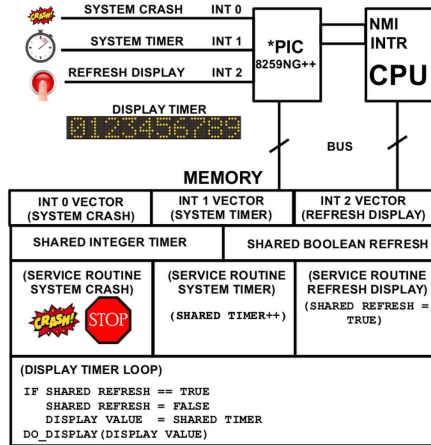 SYSTEM CRASH INT 0
SYSTEM TIMER INT 1
REFRESH DISPLAY INT 2
*PIC
8259NG++
NMI
INTR
CPU
DISPLAY TIMER
0123456789
BUS
MEMORY
INT 0 VECTOR
(SYSTEM CRASH)
INT 1 VECTOR
(SYSTEM TIMER)
INT 2 VECTOR
(REFRESH DISPLAY)
SHARED INTEGER TIMER
SHARED BOOLEAN REFRESH
(SERVICE ROUTINE
SYSTEM CRASH)
CRASH!
STOP
(SERVICE ROUTINE
SYSTEM TIMER)
(SHARED TIMER++)
(SERVICE ROUTINE
REFRESH DISPLAY)
(SHARED REFRESH =
TRUE)
(DISPLAY TIMER LOOP)
IF SHARED REFRESH == TRUE
SHARED REFRESH = FALSE
DISPLAY VALUE = SHARED TIMER
DO_DISPLAY(DISPLAY VALUE)